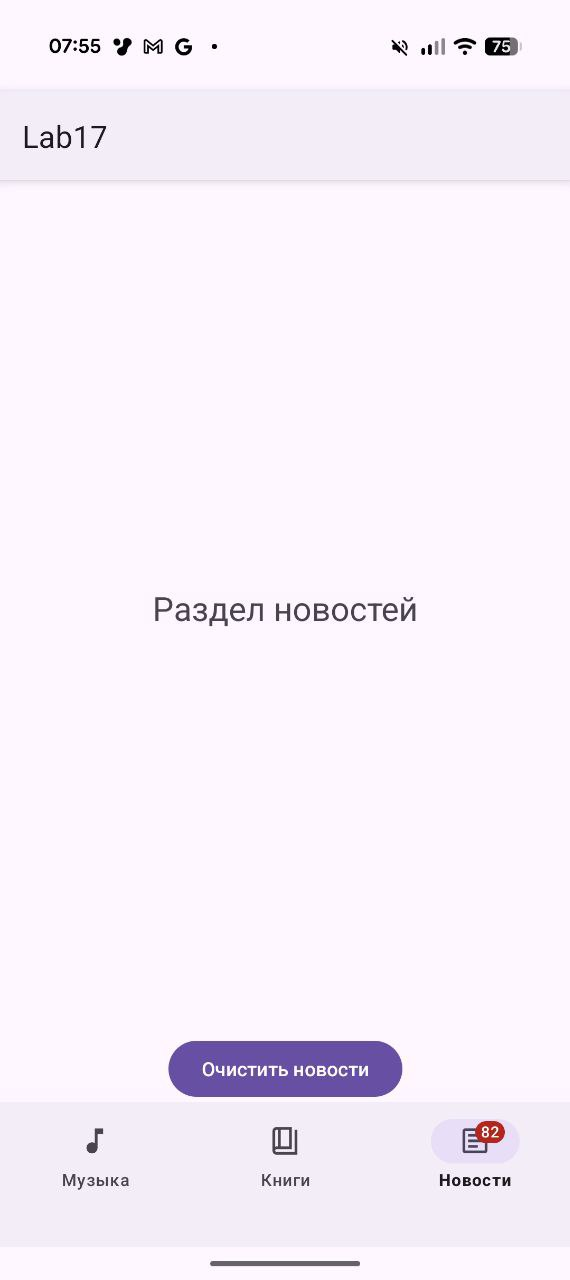 07:55
75
Lab17
Раздел новостей
Очистить новости
82
Музыка
Книги
Новости